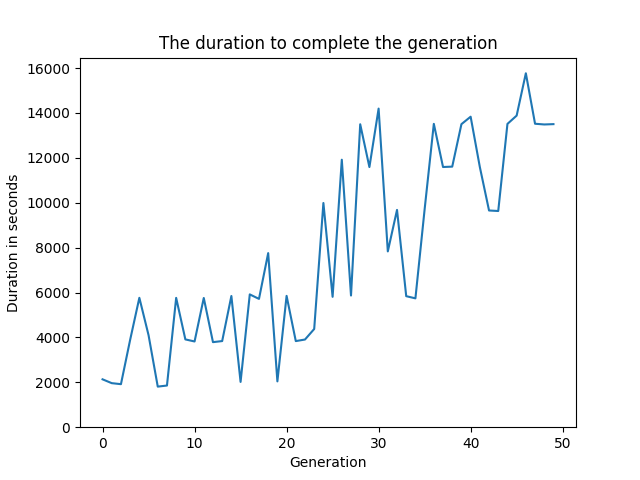 The duration to complete the generation
16000
14000
12000
10000
8000
6000
4000
2000
0
Duration in seconds
0 10 20 30 40 50
Generation